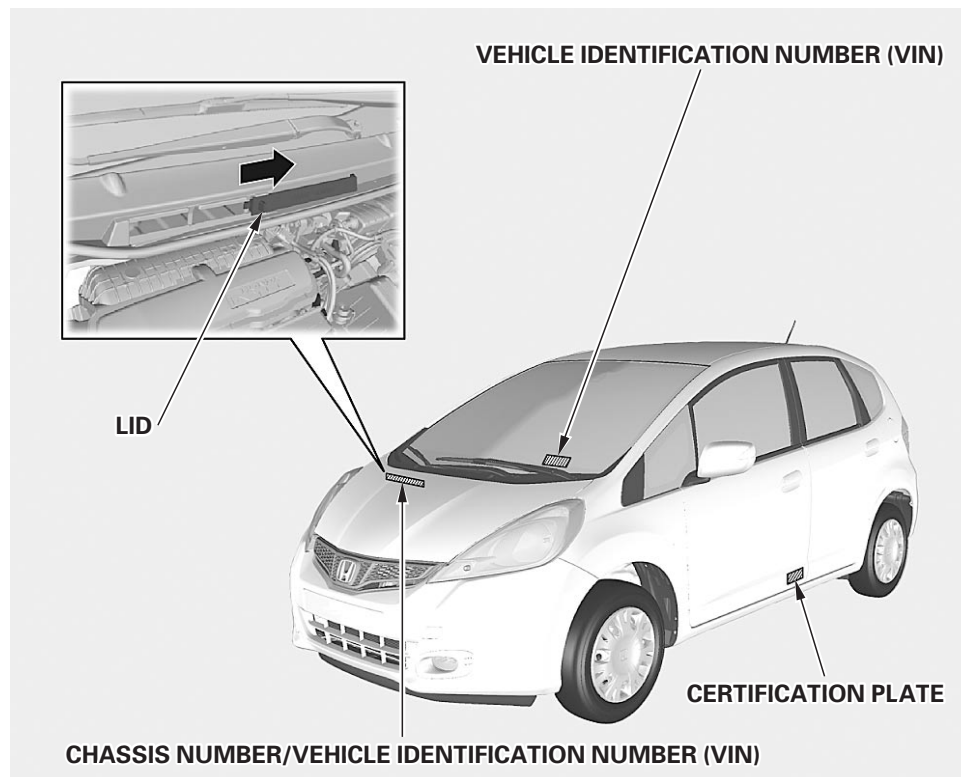 VEHICLE IDENTIFICATION NUMBER (VIN)
LID
CERTIFICATION PLATE
CHASSIS NUMBER/VEHICLE IDENTIFICATION NUMBER (VIN)